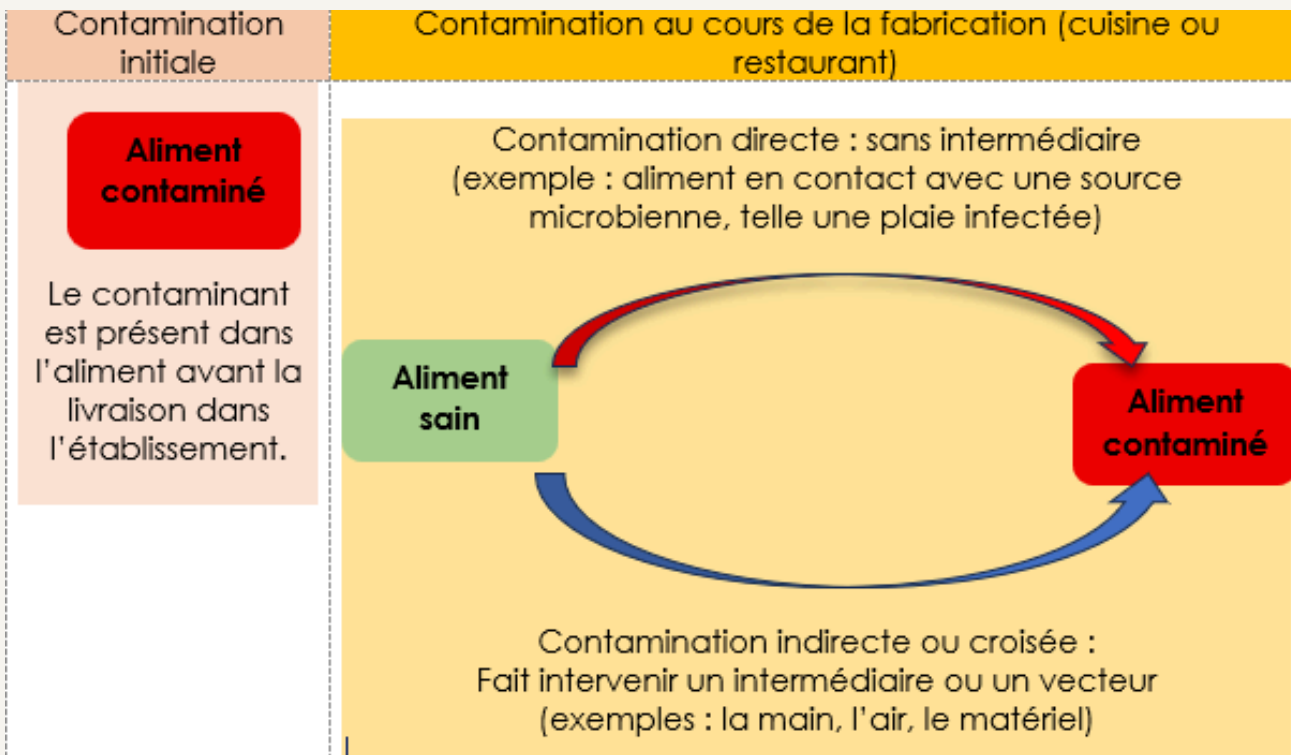 Contamination
initiale
Contamination au cours de la fabrication (cuisine ou
restaurant)
Aliment
contaminé
Le contaminant
est présent dans
l'aliment avant la
livraison dans
l'établissement.
Contamination directe : sans intermédiaire
(exemple : aliment en contact avec une source
microbienne, telle une plaie infectée)
Aliment
sain
Aliment
contaminé
Contamination indirecte ou croisée :
Fait intervenir un intermédiaire ou un vecteur
(exemples : la main, l'air, le matériel)